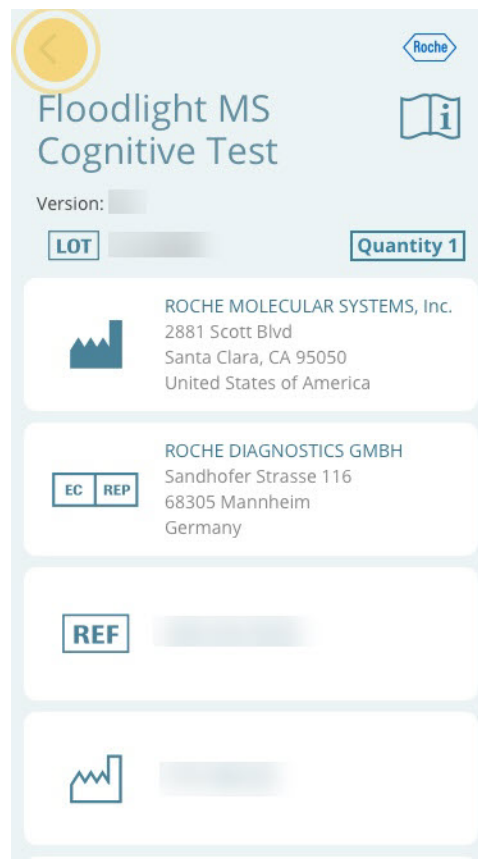 Roche
Floodlight MS
Cognitive Test
Version:
LOT
Quantity 1
ROCHE MOLECULAR SYSTEMS, Inc.
2881 Scott Blvd
Santa Clara, CA 95050
United States of America
ROCHE DIAGNOSTICS GMBH
EC REP
Sandhofer Strasse 116
68305 Mannheim
Germany
REF